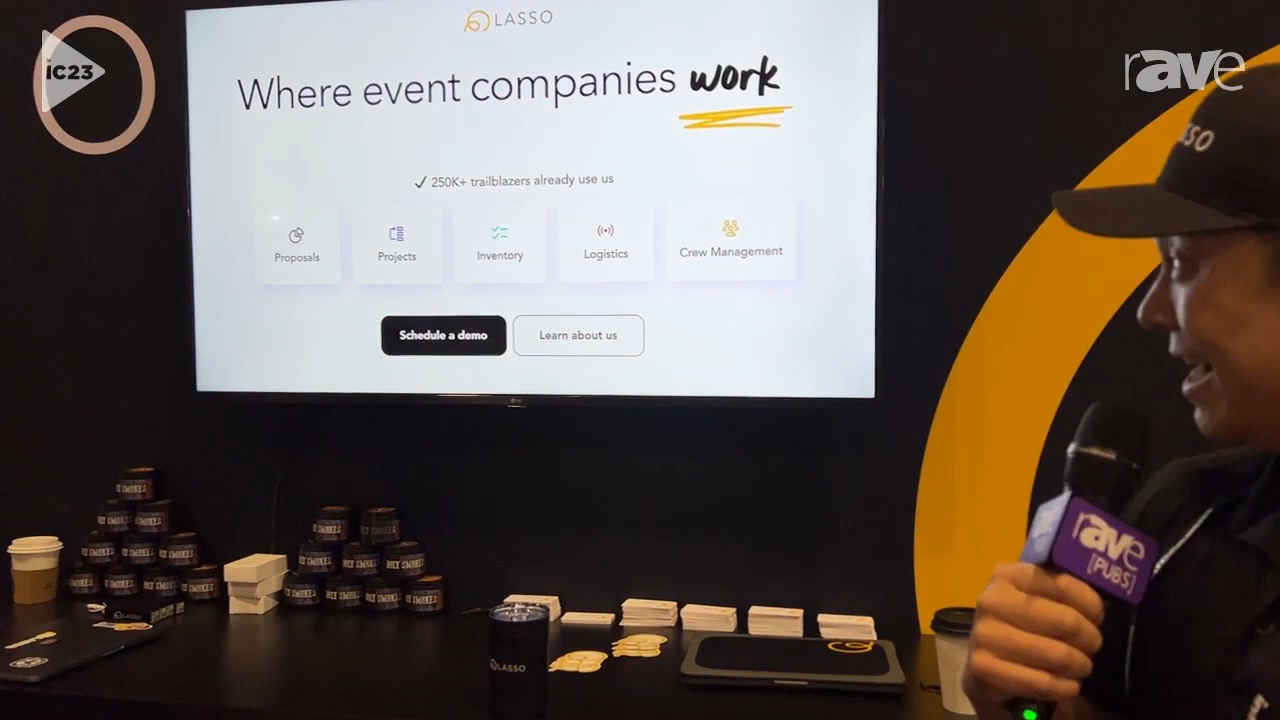 iC23
rAVe
LASSO
Where event companies work
✓ 250K+ trailblazers already use us
Proposals
Projects
Inventory
Logistics
Crew Management
Schedule a demo
Learn about us
LG
rAVe
[PUBS]
LASSO
LASSO